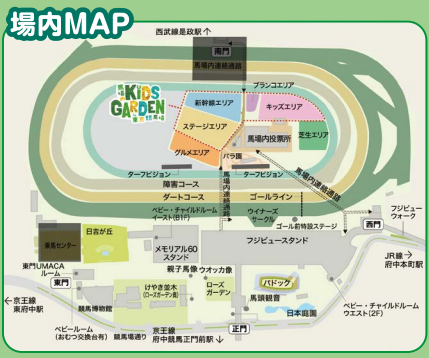 場内MAP
西武線是政駅へ
南門
馬場内連絡通路
ブランコエリア
KIDS
GARDEN
新幹線エリア
キッズエリア
ステージエリア
馬場内投票所
芝生エリア
グルメエリア
バラ園
ターフビジョン
ターフビジョン
馬場内連絡通路
馬場内連絡通路
障害コース
ダートコース
ゴールライン
ベビー・チャイルドルーム
イースト(B1F)
ウイナーズ
サークル
ゴール前特設ステージ
フジビュー
ウォーク
西門
日吉が丘
乗馬センター
メモリアル60
スタンド
フジビュースタンド
JR線
府中本町駅へ
東門UMACA
ルーム
親子馬像
ウオッカ像
東門
けやき並木
(ローズガーデン側)
ローズ
ガーデン
パドック
馬頭観音
日本庭園
ベビー・チャイルドルーム
ウエスト(2F)
京王線
東府中駅へ
競馬博物館
ベビールーム
(おむつ交換台有)
競馬場通り
京王線
府中競馬正門前駅へ
正門